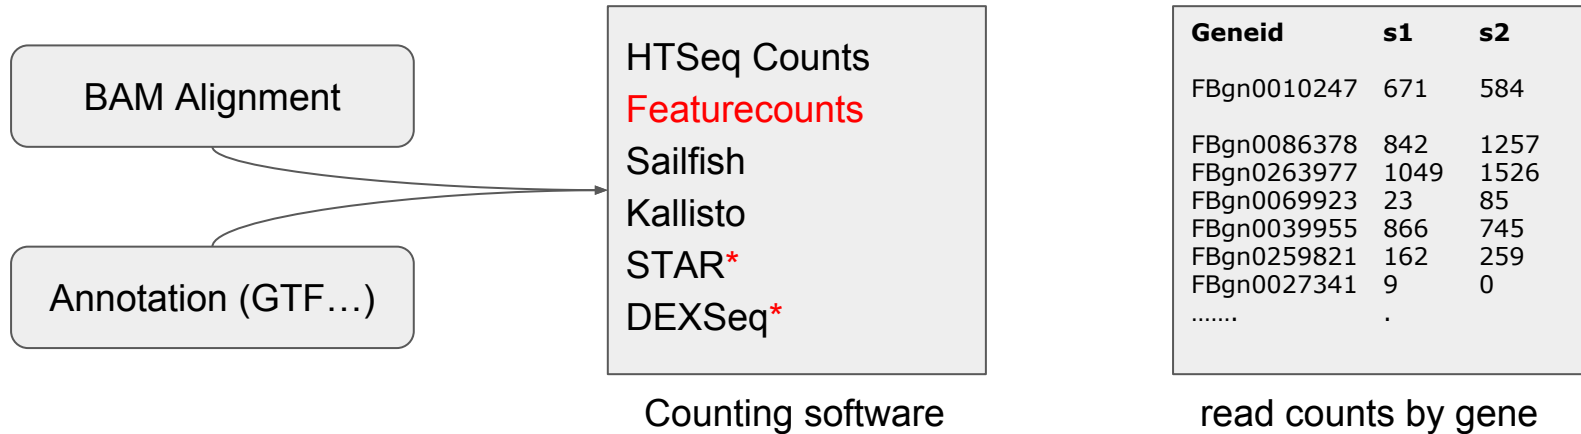 BAM Alignment
Annotation (GTF...)
HTSeq Counts
Featurecounts
Sailfish
Kallisto
STAR*
DEXSeq*
Counting software
Geneid s1 s2
FBgn0010247 671 584
FBgn0086378 842 1257
FBgn0263977 1049 1526
FBgn0069923 23 85
FBgn0039955 866 745
FBgn0259821 162 259
FBgn0027341 9 0
....... .
read counts by gene